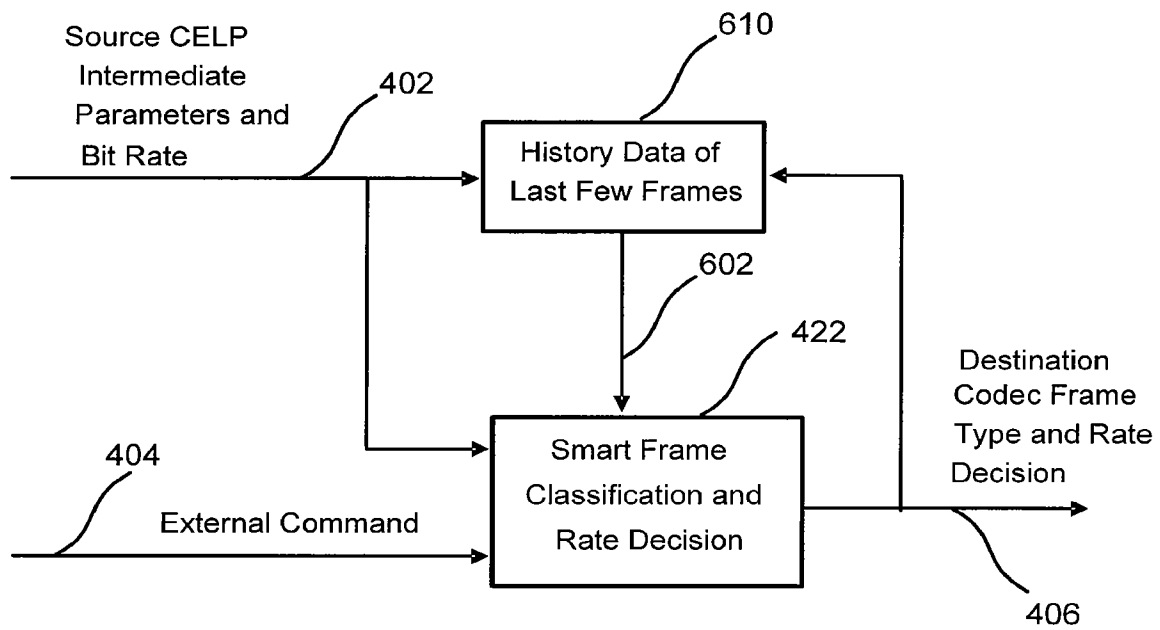 610
Source CELP
Intermediate
Parameters and
Bit Rate
402
History Data of
Last Few Frames
602
422
Destination
Codec Frame
Type and Rate
Decision
404
External Command
Smart Frame
Classification and
Rate Decision
406